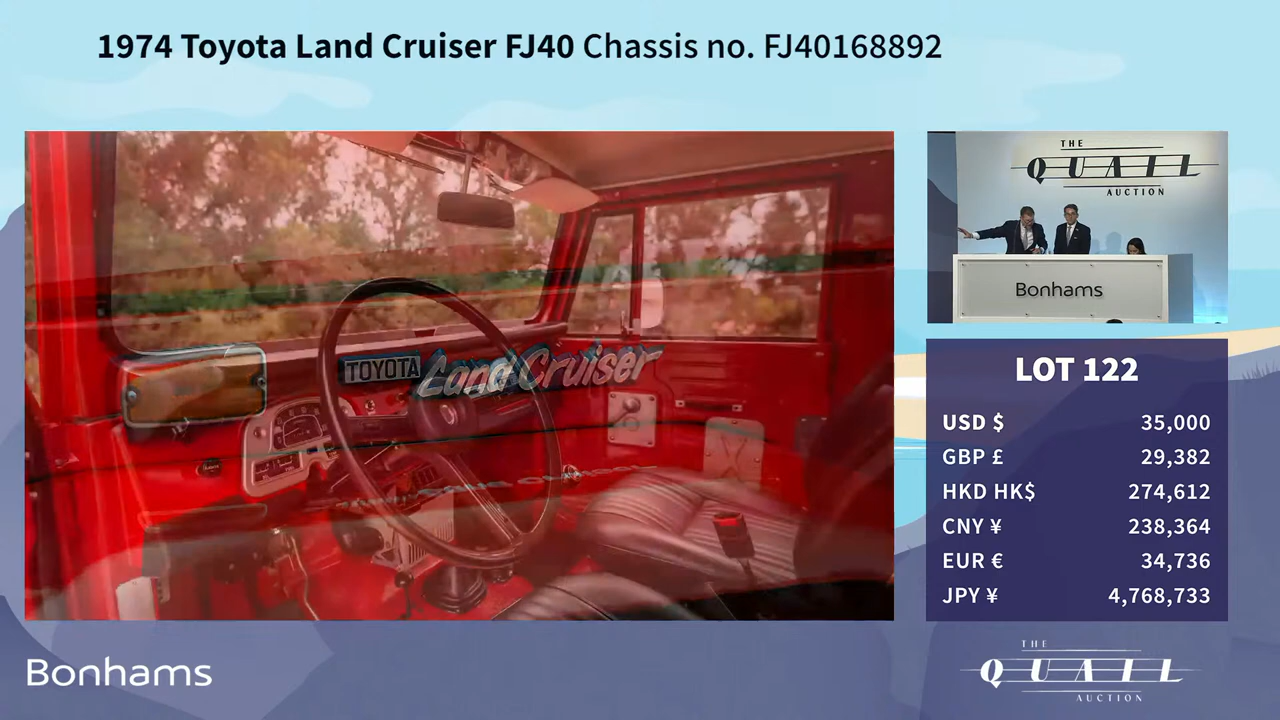 1974 Toyota Land Cruiser FJ40 Chassis no. FJ40168892
TOYOTA Land Cruiser
THE
QUAIL
AUCTION
Bonhams
LOT 122
USD $ 35,000
GBP £ 29,382
HKD HK$ 274,612
CNY ¥ 238,364
EUR € 34,736
JPY ¥ 4,768,733
Bonhams
THE
QUAIL
AUCTION